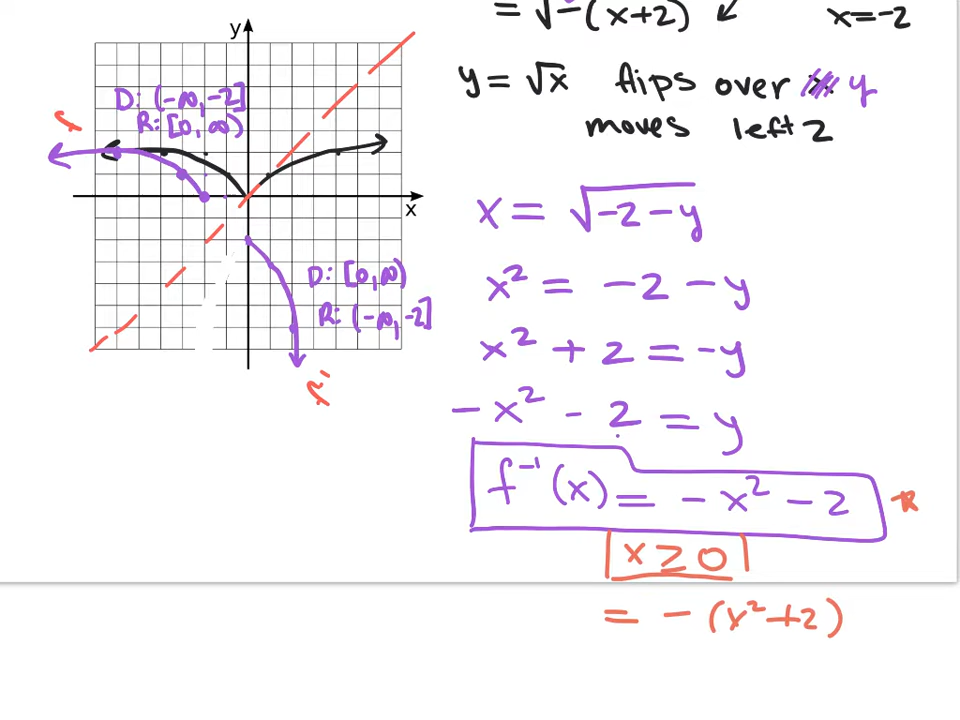 = √-(x+2) ↙ x=-2
y = √x flips over y
moves left 2
y
D: (-∞, -2]
R: [0, ∞)
f
x
D: [0, ∞)
R: (-∞, -2]
f⁻¹
x = √-2-y
x² = -2 - y
x² + 2 = -y
-x² - 2 = y
f⁻¹(x) = -x² - 2
x ≥ 0
= -(x²+2)